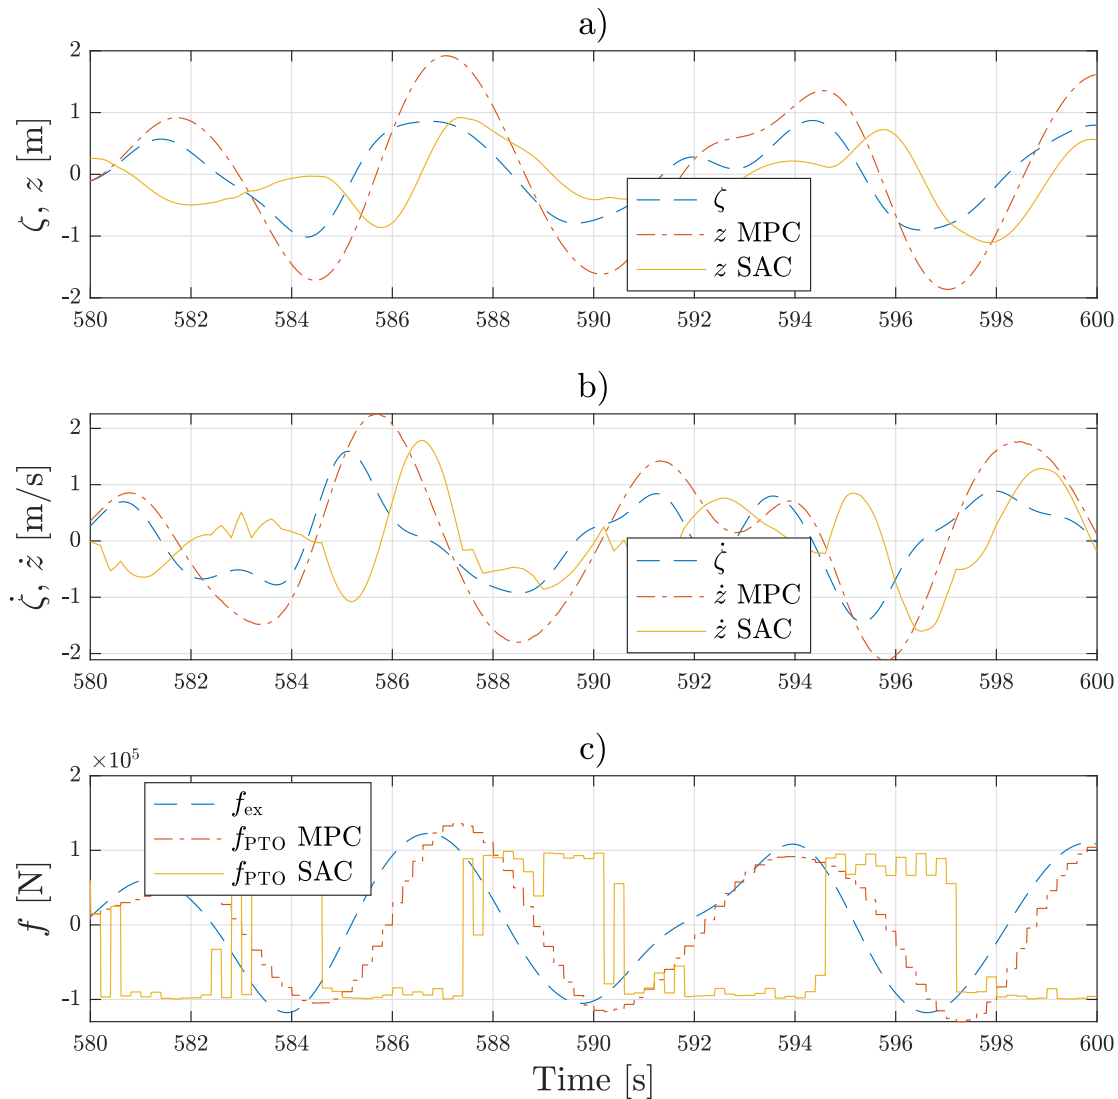 a)
ζ, z [m]
2
1
0
-1
-2
ζ
z MPC
z SAC
580 582 584 586 588 590 592 594 596 598 600
b)
ζ̇, ż [m/s]
2
1
0
-1
-2
ζ̇
ż MPC
ż SAC
580 582 584 586 588 590 592 594 596 598 600
c)
×10⁵
f [N]
2
1
0
-1
f_ex
f_PTO MPC
f_PTO SAC
580 582 584 586 588 590 592 594 596 598 600
Time [s]